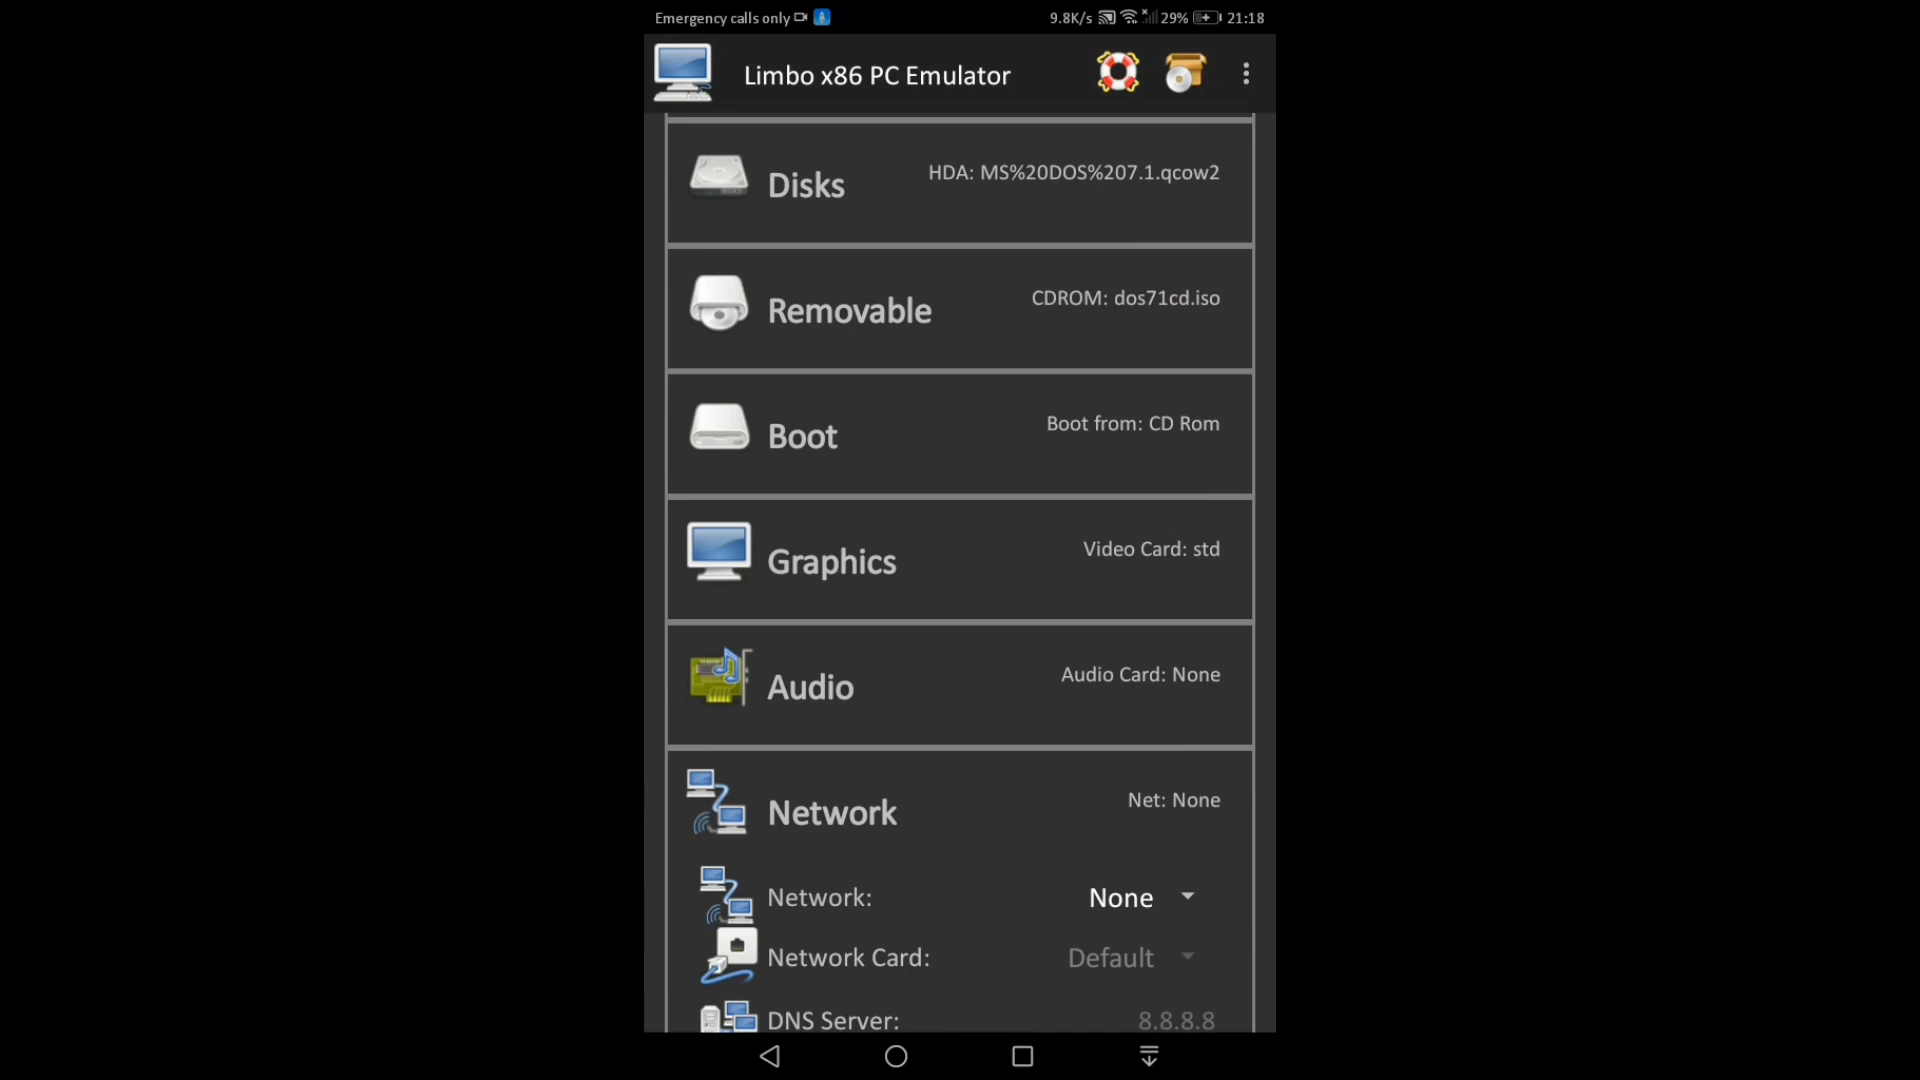 Emergency calls only 9.8K/s 29% 21:18
Limbo x86 PC Emulator
Disks HDA: MS%20DOS%207.1.qcow2
Removable CDROM: dos71cd.iso
Boot Boot from: CD Rom
Graphics Video Card: std
Audio Audio Card: None
Network Net: None
Network: None
Network Card: Default
DNS Server: 8.8.8.8